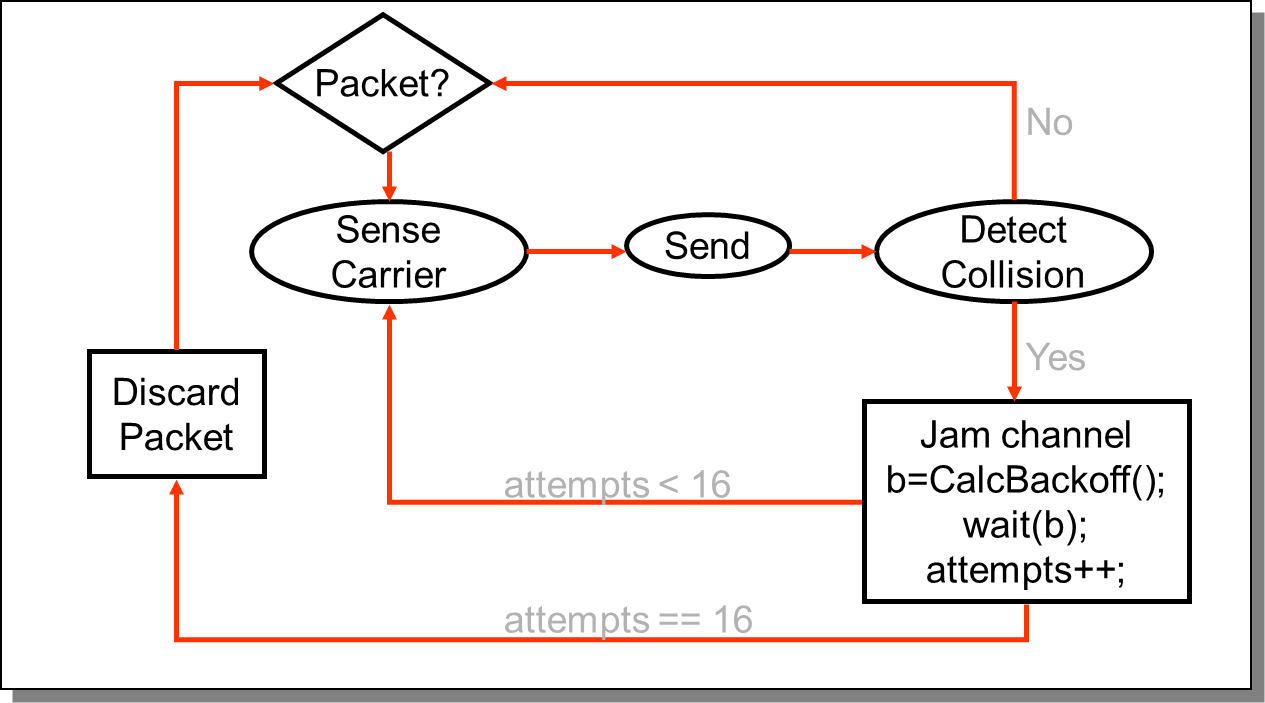 Packet?
No
Sense
Carrier
Send
Detect
Collision
Yes
Discard
Packet
Jam channel
b=CalcBackoff();
wait(b);
attempts++;
attempts < 16
attempts == 16